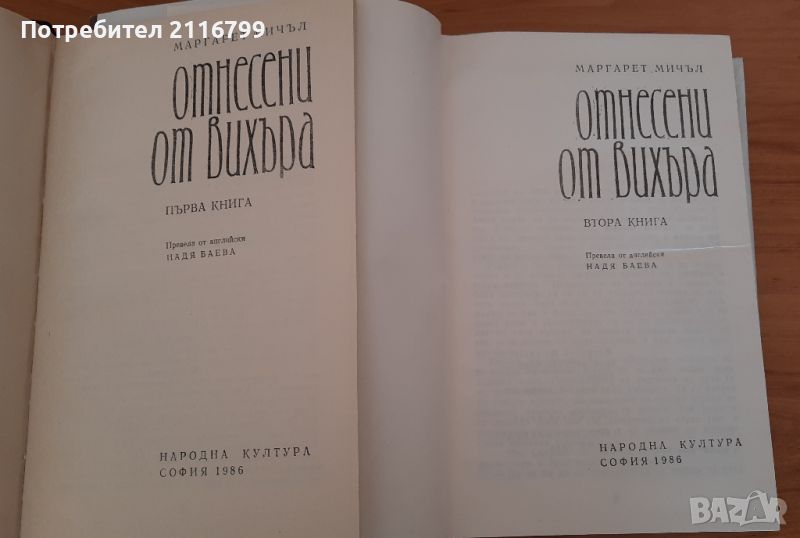 Потребител 2116799
МАРГАРЕТ МИЧЪЛ
ОТНЕСЕНИ
ОТ ВИХЪРА
ПЪРВА КНИГА
Превела от английски
НАДЯ БАЕВА
НАРОДНА КУЛТУРА
СОФИЯ 1986
МАРГАРЕТ МИЧЪЛ
ОТНЕСЕНИ
ОТ ВИХЪРА
ВТОРА КНИГА
Превела от английски
НАДЯ БАЕВА
НАРОДНА КУЛТУРА
СОФИЯ 1986
BAZAR